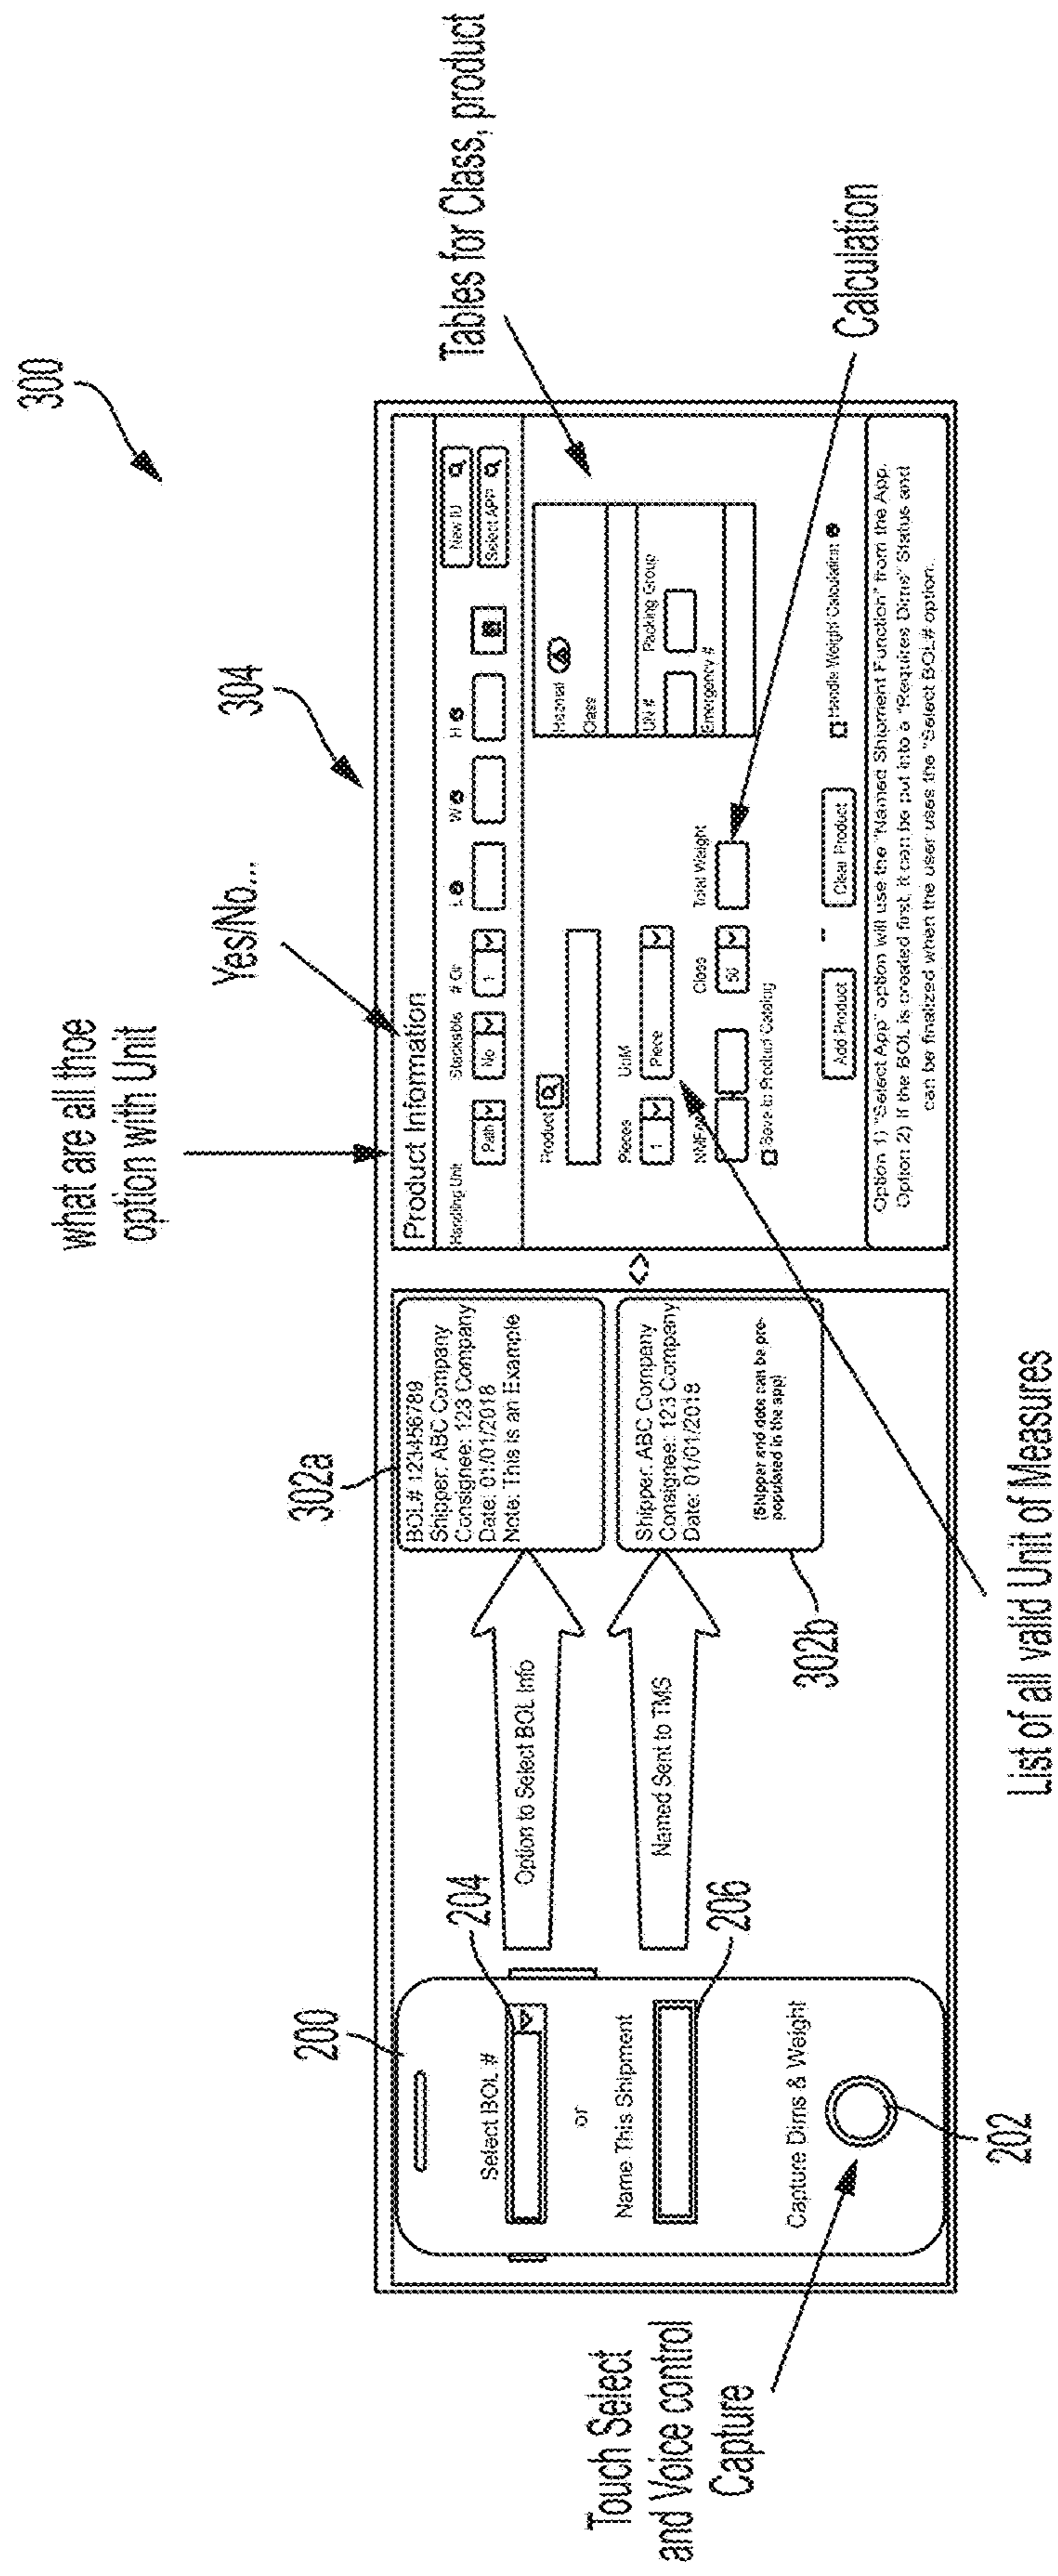 300
304
what are all thoe
option with Unit
Yes/No...
Tables for Class, product
Calculation
List of all valid Unit of Measures
Touch Select
and Voice control
Capture
200
Select BOL #
204
or
Name This Shipment
206
Capture Dims & Weight
202
Option to Select BOL Info
Named Sent to TMS
302a
BOL# 123456789
Shipper: ABC Company
Consignee: 123 Company
Date: 01/01/2018
Note: This is an Example
302b
Shipper: ABC Company
Consignee: 123 Company
Date: 01/01/2018
(Shipper and date can be pre-
populated in the app)
Product Information
Handling Unit
Stackable
L
W
H
No
1
New ID
Select APP
Product
Pieces
UoM
1
Piece
Class
Total Weight
50
Save to Product Catalog
Hazmat
Class
UN #
Packing Group
Emergency #
Add Product
Clear Product
Handle Weight Calculation
Option 1) "Select App" option will use the "Named Shipment Function" from the App.
Option 2) If the BOL is created first, it can be put into a "Requires Dims" Status and
can be finalized when the user uses the "Select BOL# option.